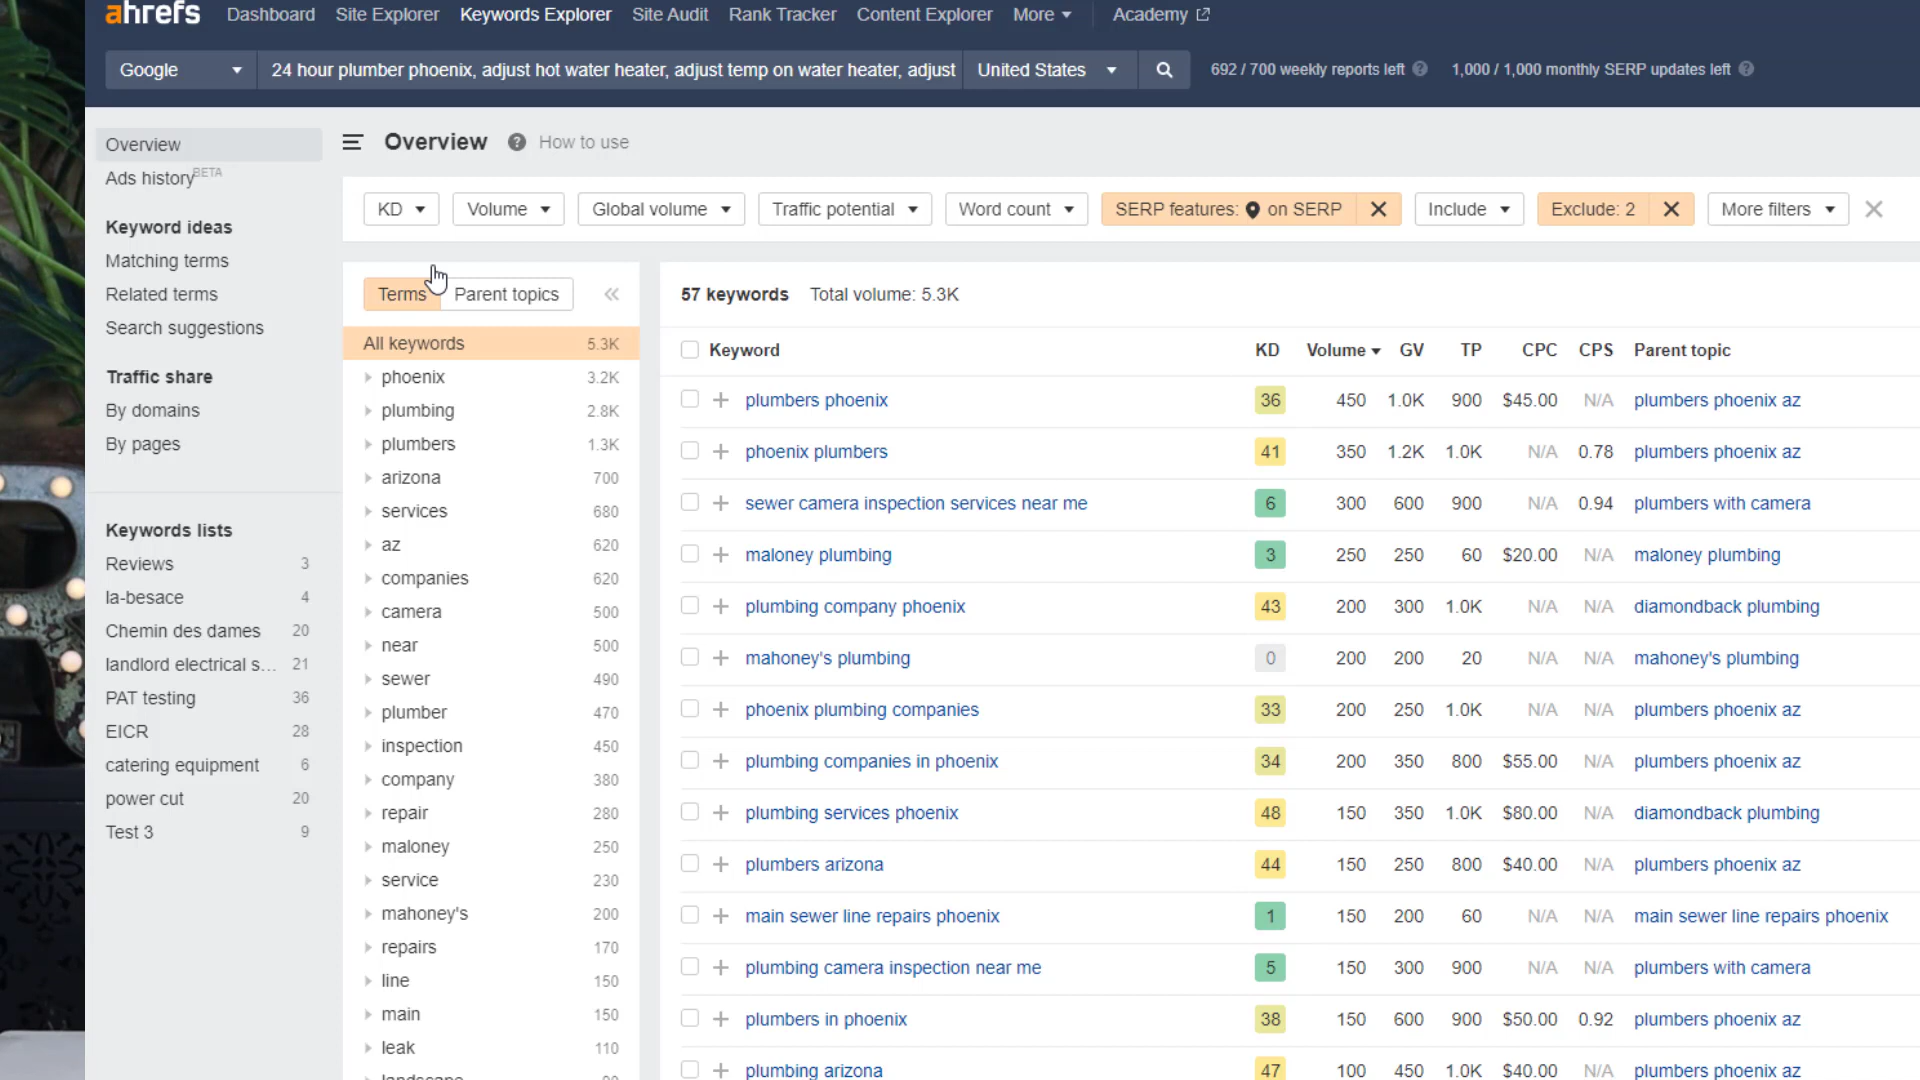 ahrefs Dashboard Site Explorer Keywords Explorer Site Audit Rank Tracker Content Explorer More Academy
Google 24 hour plumber phoenix, adjust hot water heater, adjust temp on water heater, adjust United States 692 / 700 weekly reports left 1,000 / 1,000 monthly SERP updates left
Overview
Ads history BETA
Keyword ideas
Matching terms
Related terms
Search suggestions
Traffic share
By domains
By pages
Keywords lists
Reviews 3
la-besace 4
Chemin des dames 20
landlord electrical s... 21
PAT testing 36
EICR 28
catering equipment 6
power cut 20
Test 3 9
Overview How to use
KD Volume Global volume Traffic potential Word count SERP features: on SERP Include Exclude: 2 More filters
Terms Parent topics
All keywords 5.3K
phoenix 3.2K
plumbing 2.8K
plumbers 1.3K
arizona 700
services 680
az 620
companies 620
camera 500
near 500
sewer 490
plumber 470
inspection 450
company 380
repair 280
maloney 250
service 230
mahoney's 200
repairs 170
line 150
main 150
leak 110
57 keywords Total volume: 5.3K
Keyword KD Volume GV TP CPC CPS Parent topic
plumbers phoenix 36 450 1.0K 900 $45.00 N/A plumbers phoenix az
phoenix plumbers 41 350 1.2K 1.0K N/A 0.78 plumbers phoenix az
sewer camera inspection services near me 6 300 600 900 N/A 0.94 plumbers with camera
maloney plumbing 3 250 250 60 $20.00 N/A maloney plumbing
plumbing company phoenix 43 200 300 1.0K N/A N/A diamondback plumbing
mahoney's plumbing 0 200 200 20 N/A N/A mahoney's plumbing
phoenix plumbing companies 33 200 250 1.0K N/A N/A plumbers phoenix az
plumbing companies in phoenix 34 200 350 800 $55.00 N/A plumbers phoenix az
plumbing services phoenix 48 150 350 1.0K $80.00 N/A diamondback plumbing
plumbers arizona 44 150 250 800 $40.00 N/A plumbers phoenix az
main sewer line repairs phoenix 1 150 200 60 N/A N/A main sewer line repairs phoenix
plumbing camera inspection near me 5 150 300 900 N/A N/A plumbers with camera
plumbers in phoenix 38 150 600 900 $50.00 0.92 plumbers phoenix az
plumbing arizona 47 100 450 1.0K $40.00 N/A plumbers phoenix az